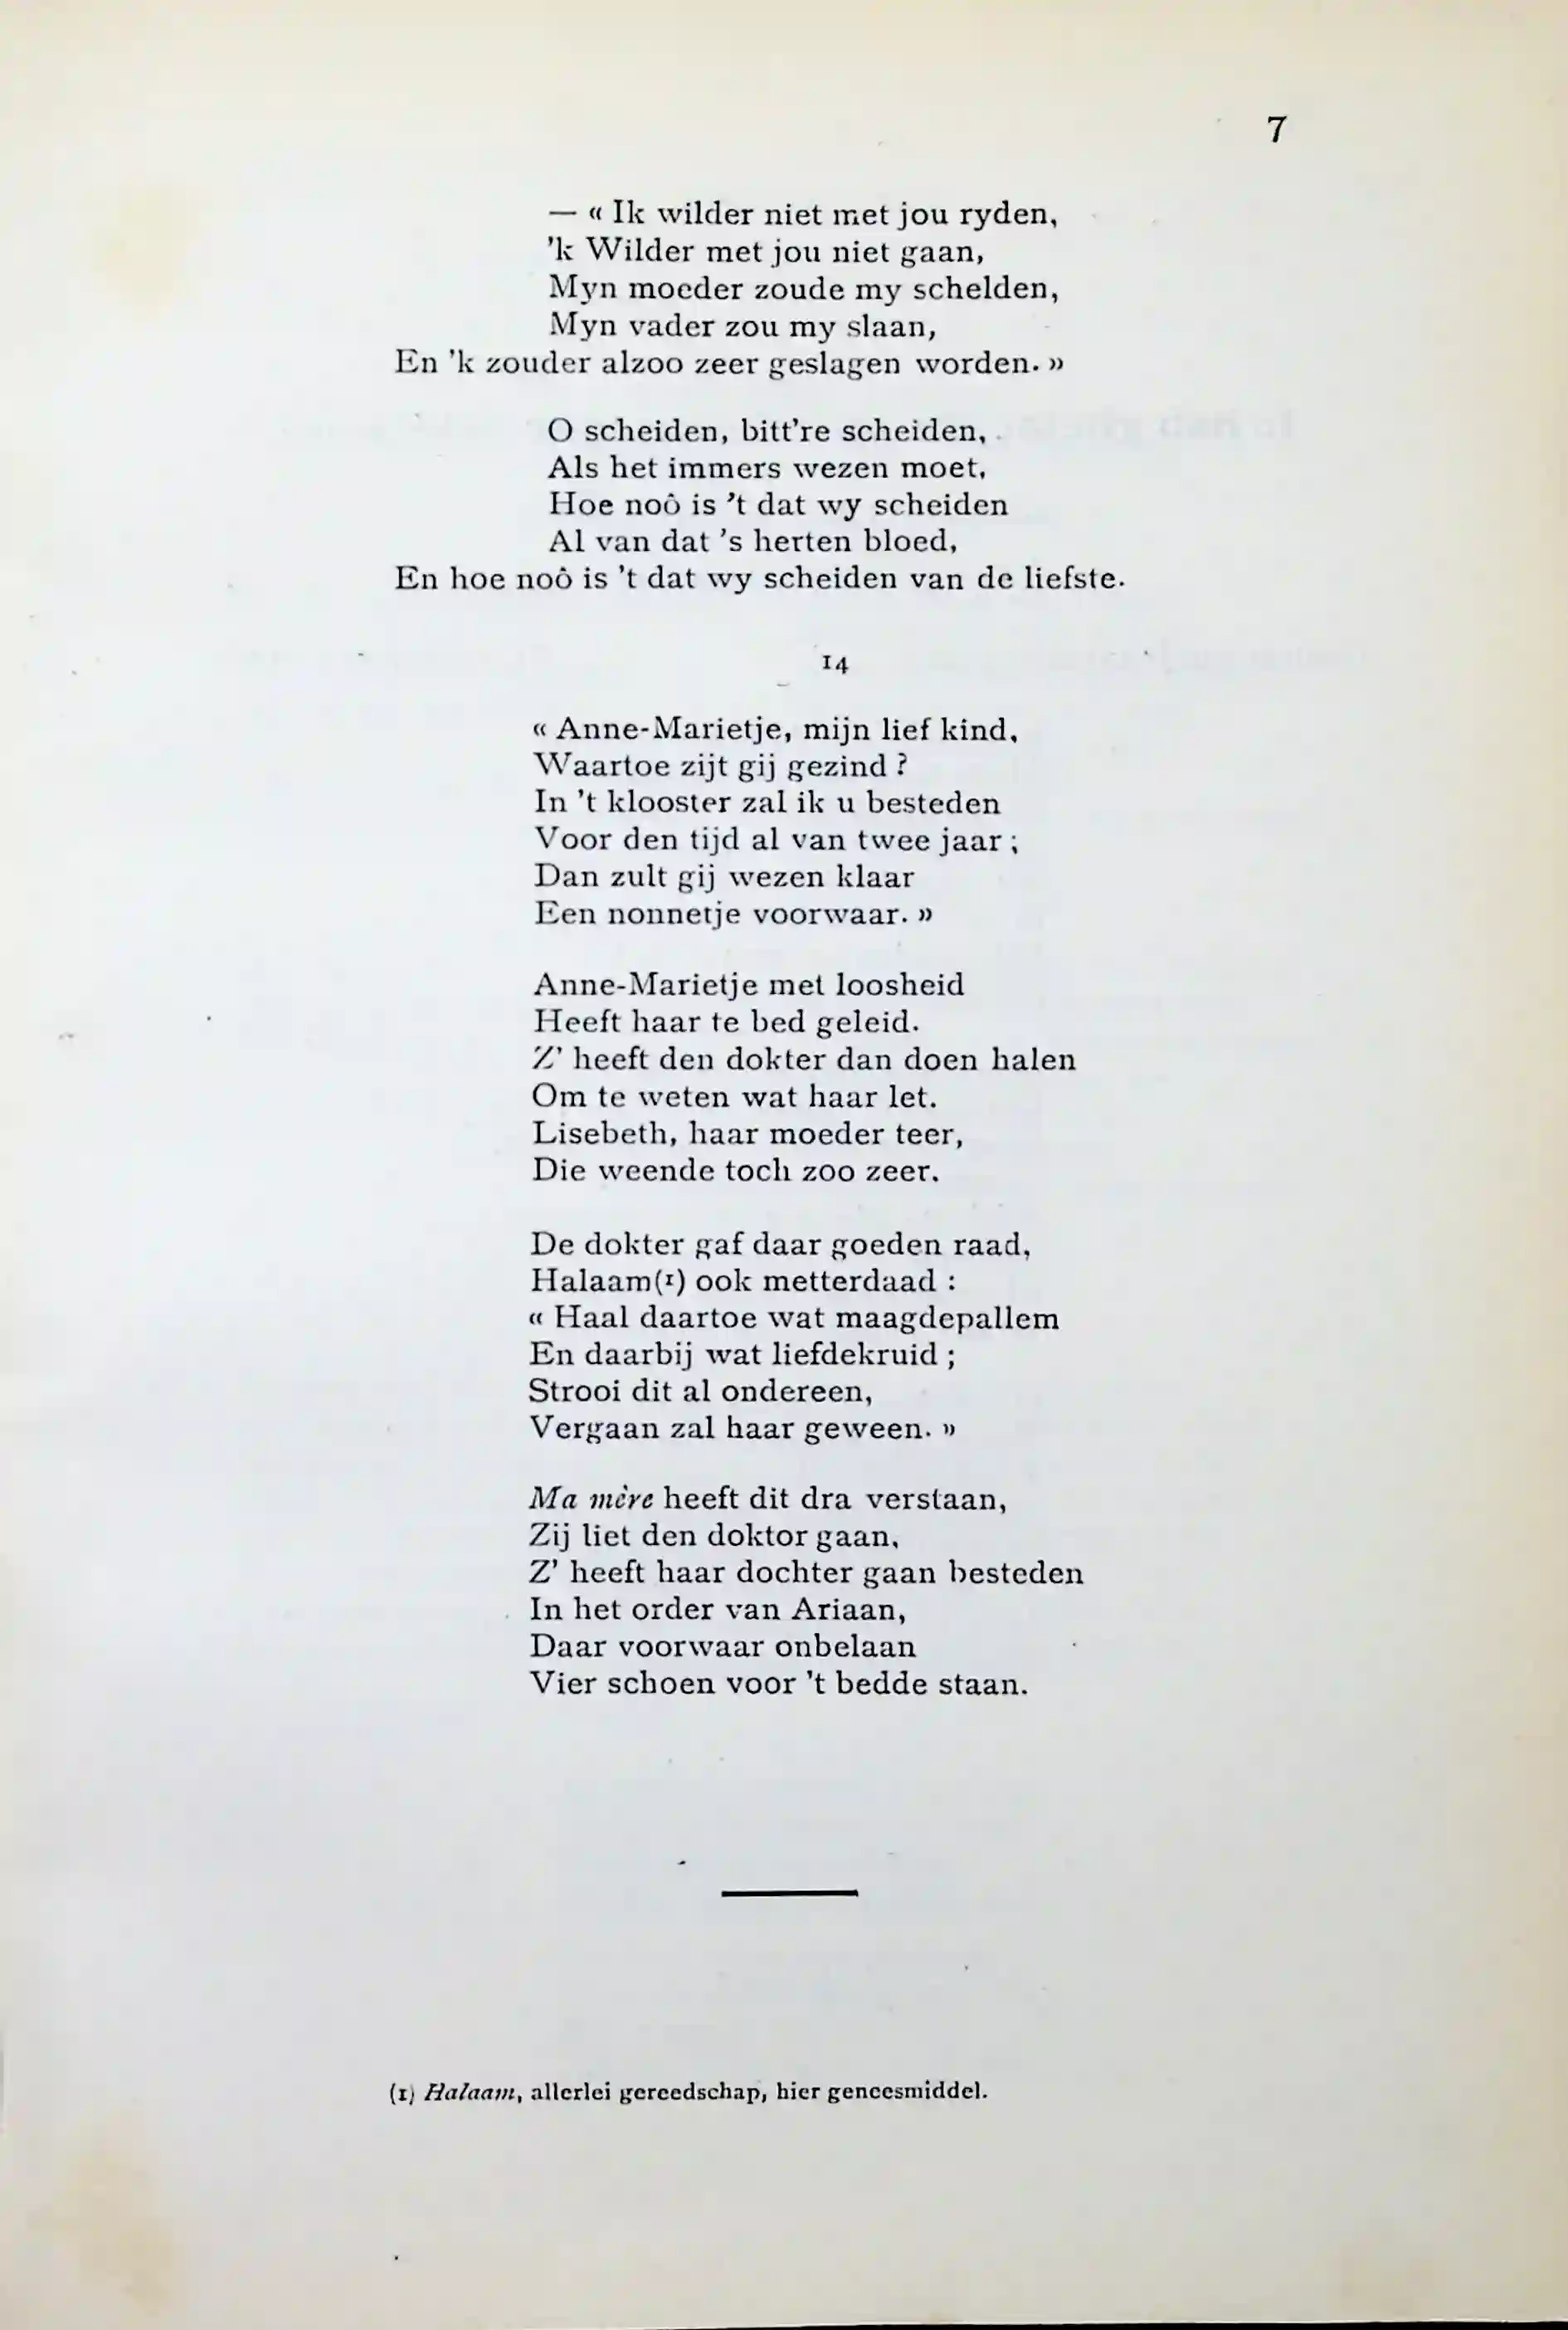 7
— « Ik wilder niet met jou ryden,
'k Wilder met jou niet gaan,
Myn moeder zoude my schelden,
Myn vader zou my slaan,
En 'k zouder alzoo zeer geslagen worden. »
O scheiden, bitt're scheiden,
Als het immers wezen moet,
Hoe noô is 't dat wy scheiden
Al van dat 's herten bloed,
En hoe noô is 't dat wy scheiden van de liefste.
14
« Anne-Marietje, mijn lief kind,
Waartoe zijt gij gezind ?
In 't klooster zal ik u besteden
Voor den tijd al van twee jaar ;
Dan zult gij wezen klaar
Een nonnetje voorwaar. »
Anne-Marietje met loosheid
Heeft haar te bed geleid.
Z' heeft den dokter dan doen halen
Om te weten wat haar let.
Lisebeth, haar moeder teer,
Die weende toch zoo zeer.
De dokter gaf daar goeden raad,
Halaam(1) ook metterdaad :
« Haal daartoe wat maagdepallem
En daarbij wat liefdekruid ;
Strooi dit al ondereen,
Vergaan zal haar geween. »
Ma mère heeft dit dra verstaan,
Zij liet den doktor gaan,
Z' heeft haar dochter gaan besteden
In het order van Ariaan,
Daar voorwaar onbelaan
Vier schoen voor 't bedde staan.
(1) Halaam, allerlei gereedschap, hier geneesmiddel.